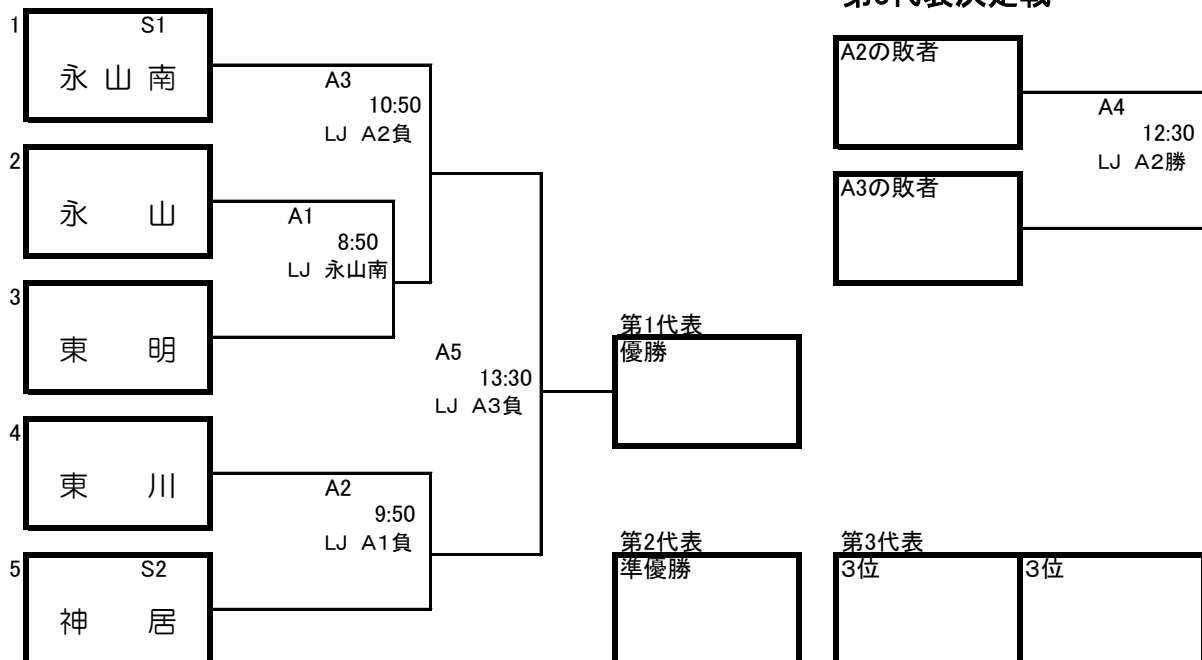 第3代表決定戦
1
S1
永山南
A3
10:50
LJ A2負
2
永 山
A1
8:50
LJ 永山南
3
東 明
4
東 川
A2
9:50
LJ A1負
5
S2
神 居
A5
13:30
LJ A3負
第1代表
優勝
第2代表
準優勝
A2の敗者
A3の敗者
A4
12:30
LJ A2勝
第3代表
3位
3位